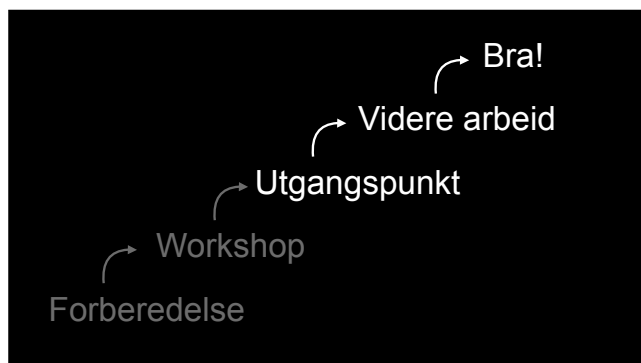 Bra!
Videre arbeid
Utgangspunkt
Workshop
Forberedelse